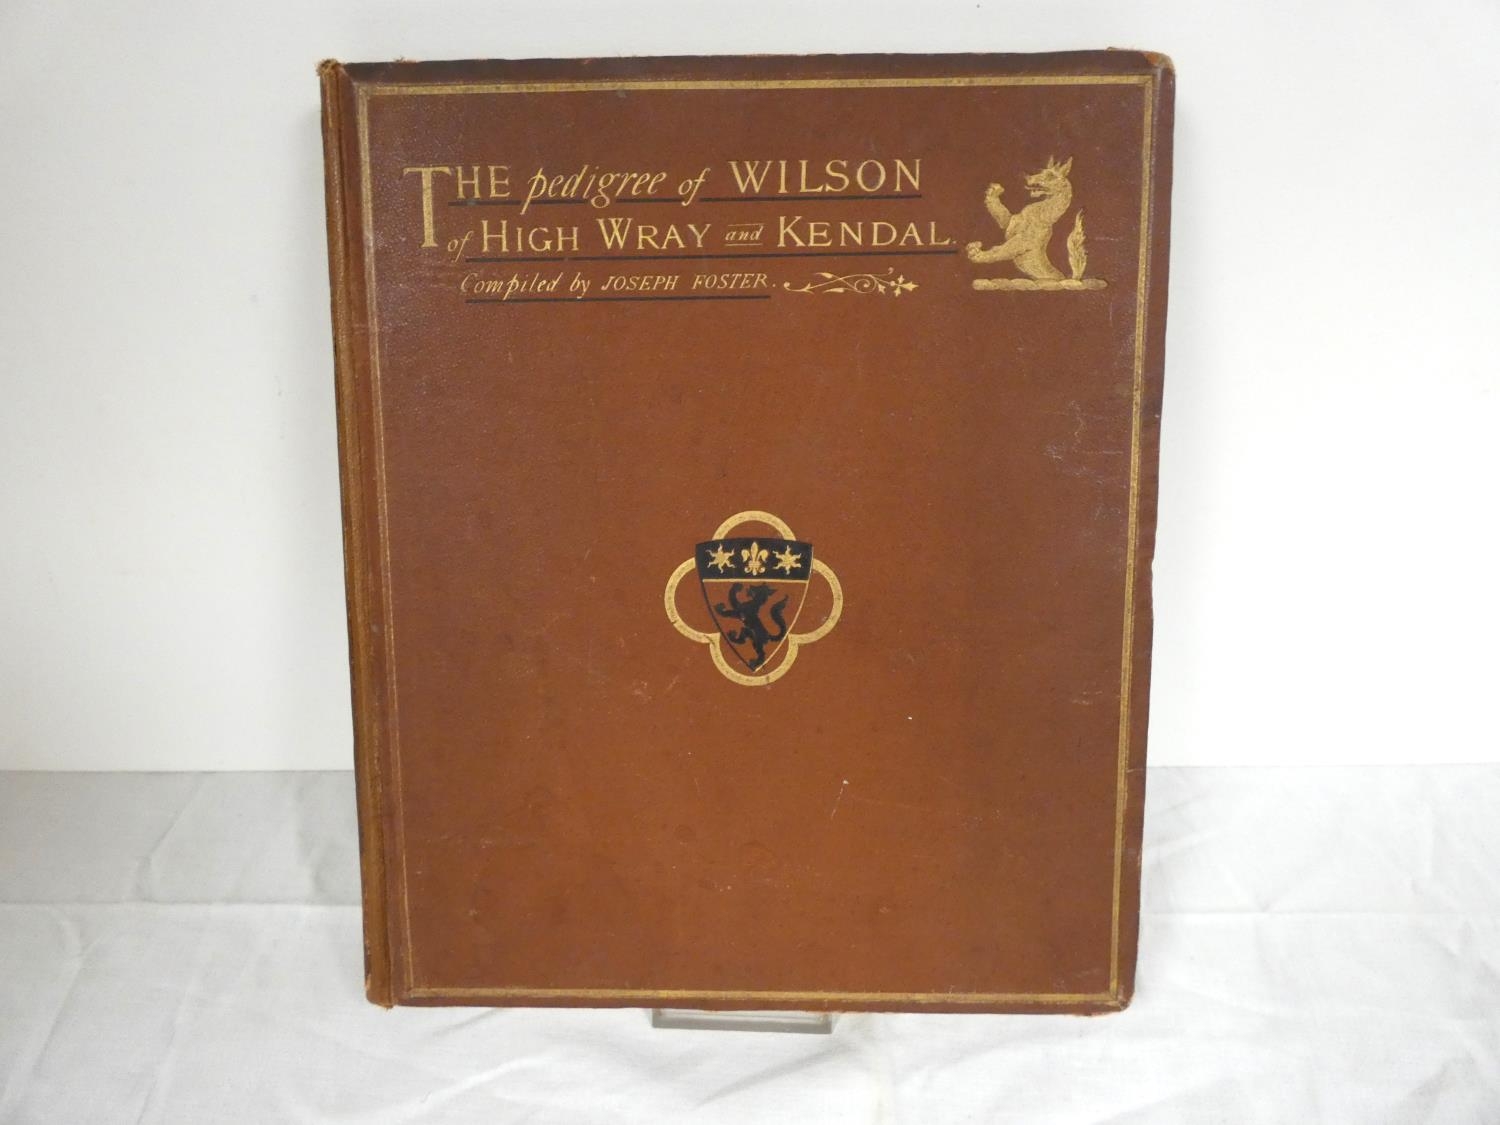 THE pedigree of WILSON
of HIGH WRAY and KENDAL.
Compiled by JOSEPH FOSTER.